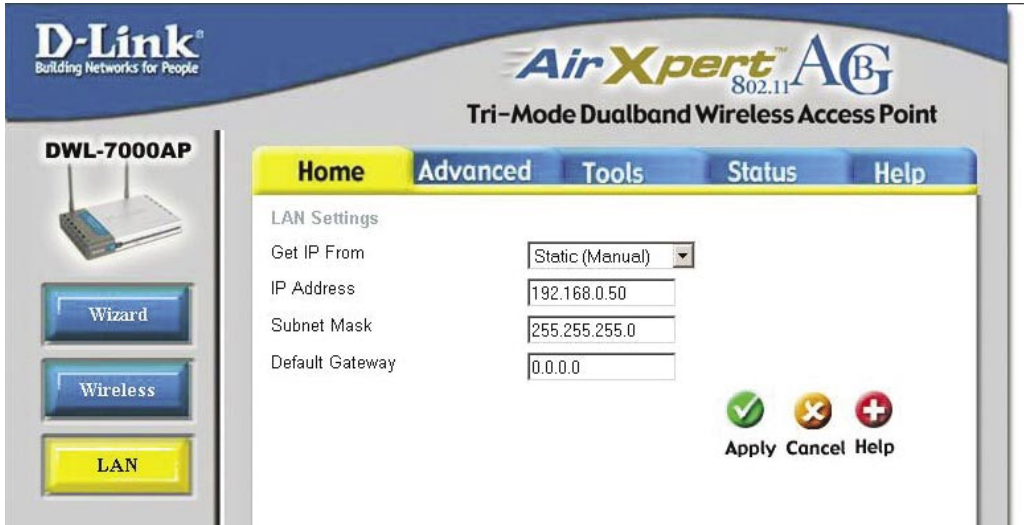 D-Link®
Building Networks for People
AirXpert™ 802.11 ABG
Tri-Mode Dualband Wireless Access Point
DWL-7000AP
Home Advanced Tools Status Help
LAN Settings
Get IP From Static (Manual)
IP Address 192.168.0.50
Subnet Mask 255.255.255.0
Default Gateway 0.0.0.0
Wizard
Wireless
LAN
Apply Cancel Help